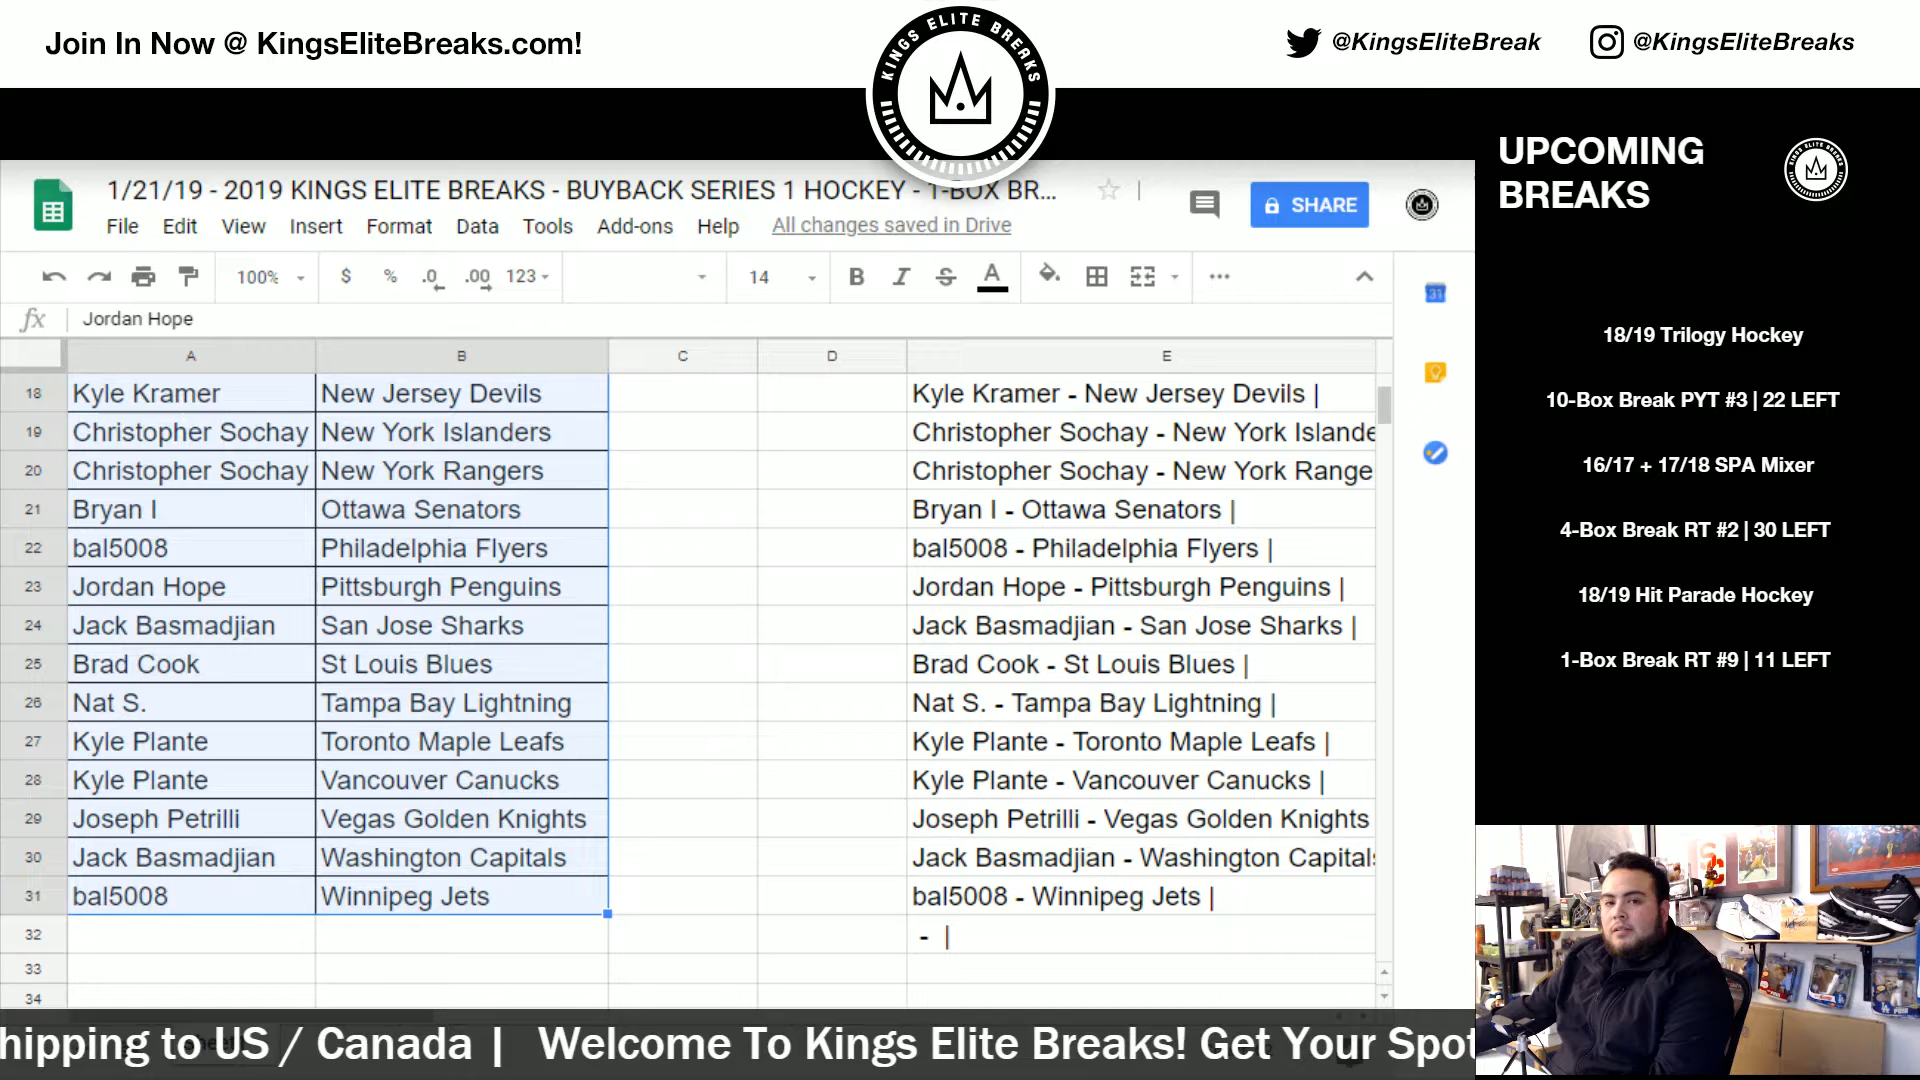 Join In Now @ KingsEliteBreaks.com!
KINGS ELITE BREAKS
@KingsEliteBreak
@KingsEliteBreaks
UPCOMING
BREAKS
1/21/19 - 2019 KINGS ELITE BREAKS - BUYBACK SERIES 1 HOCKEY - 1-BOX BR...
SHARE
File Edit View Insert Format Data Tools Add-ons Help All changes saved in Drive
100% $ % .0 .00 123 14 B I S A ...
31
fx Jordan Hope
A B C D E
18 Kyle Kramer New Jersey Devils Kyle Kramer - New Jersey Devils |
19 Christopher Sochay New York Islanders Christopher Sochay - New York Islande
20 Christopher Sochay New York Rangers Christopher Sochay - New York Range
21 Bryan I Ottawa Senators Bryan I - Ottawa Senators |
22 bal5008 Philadelphia Flyers bal5008 - Philadelphia Flyers |
23 Jordan Hope Pittsburgh Penguins Jordan Hope - Pittsburgh Penguins |
24 Jack Basmadjian San Jose Sharks Jack Basmadjian - San Jose Sharks |
25 Brad Cook St Louis Blues Brad Cook - St Louis Blues |
26 Nat S. Tampa Bay Lightning Nat S. - Tampa Bay Lightning |
27 Kyle Plante Toronto Maple Leafs Kyle Plante - Toronto Maple Leafs |
28 Kyle Plante Vancouver Canucks Kyle Plante - Vancouver Canucks |
29 Joseph Petrilli Vegas Golden Knights Joseph Petrilli - Vegas Golden Knights
30 Jack Basmadjian Washington Capitals Jack Basmadjian - Washington Capitals
31 bal5008 Winnipeg Jets bal5008 - Winnipeg Jets |
32 - |
33
34
18/19 Trilogy Hockey
10-Box Break PYT #3 | 22 LEFT
16/17 + 17/18 SPA Mixer
4-Box Break RT #2 | 30 LEFT
18/19 Hit Parade Hockey
1-Box Break RT #9 | 11 LEFT
hipping to US / Canada | Welcome To Kings Elite Breaks! Get Your Spot